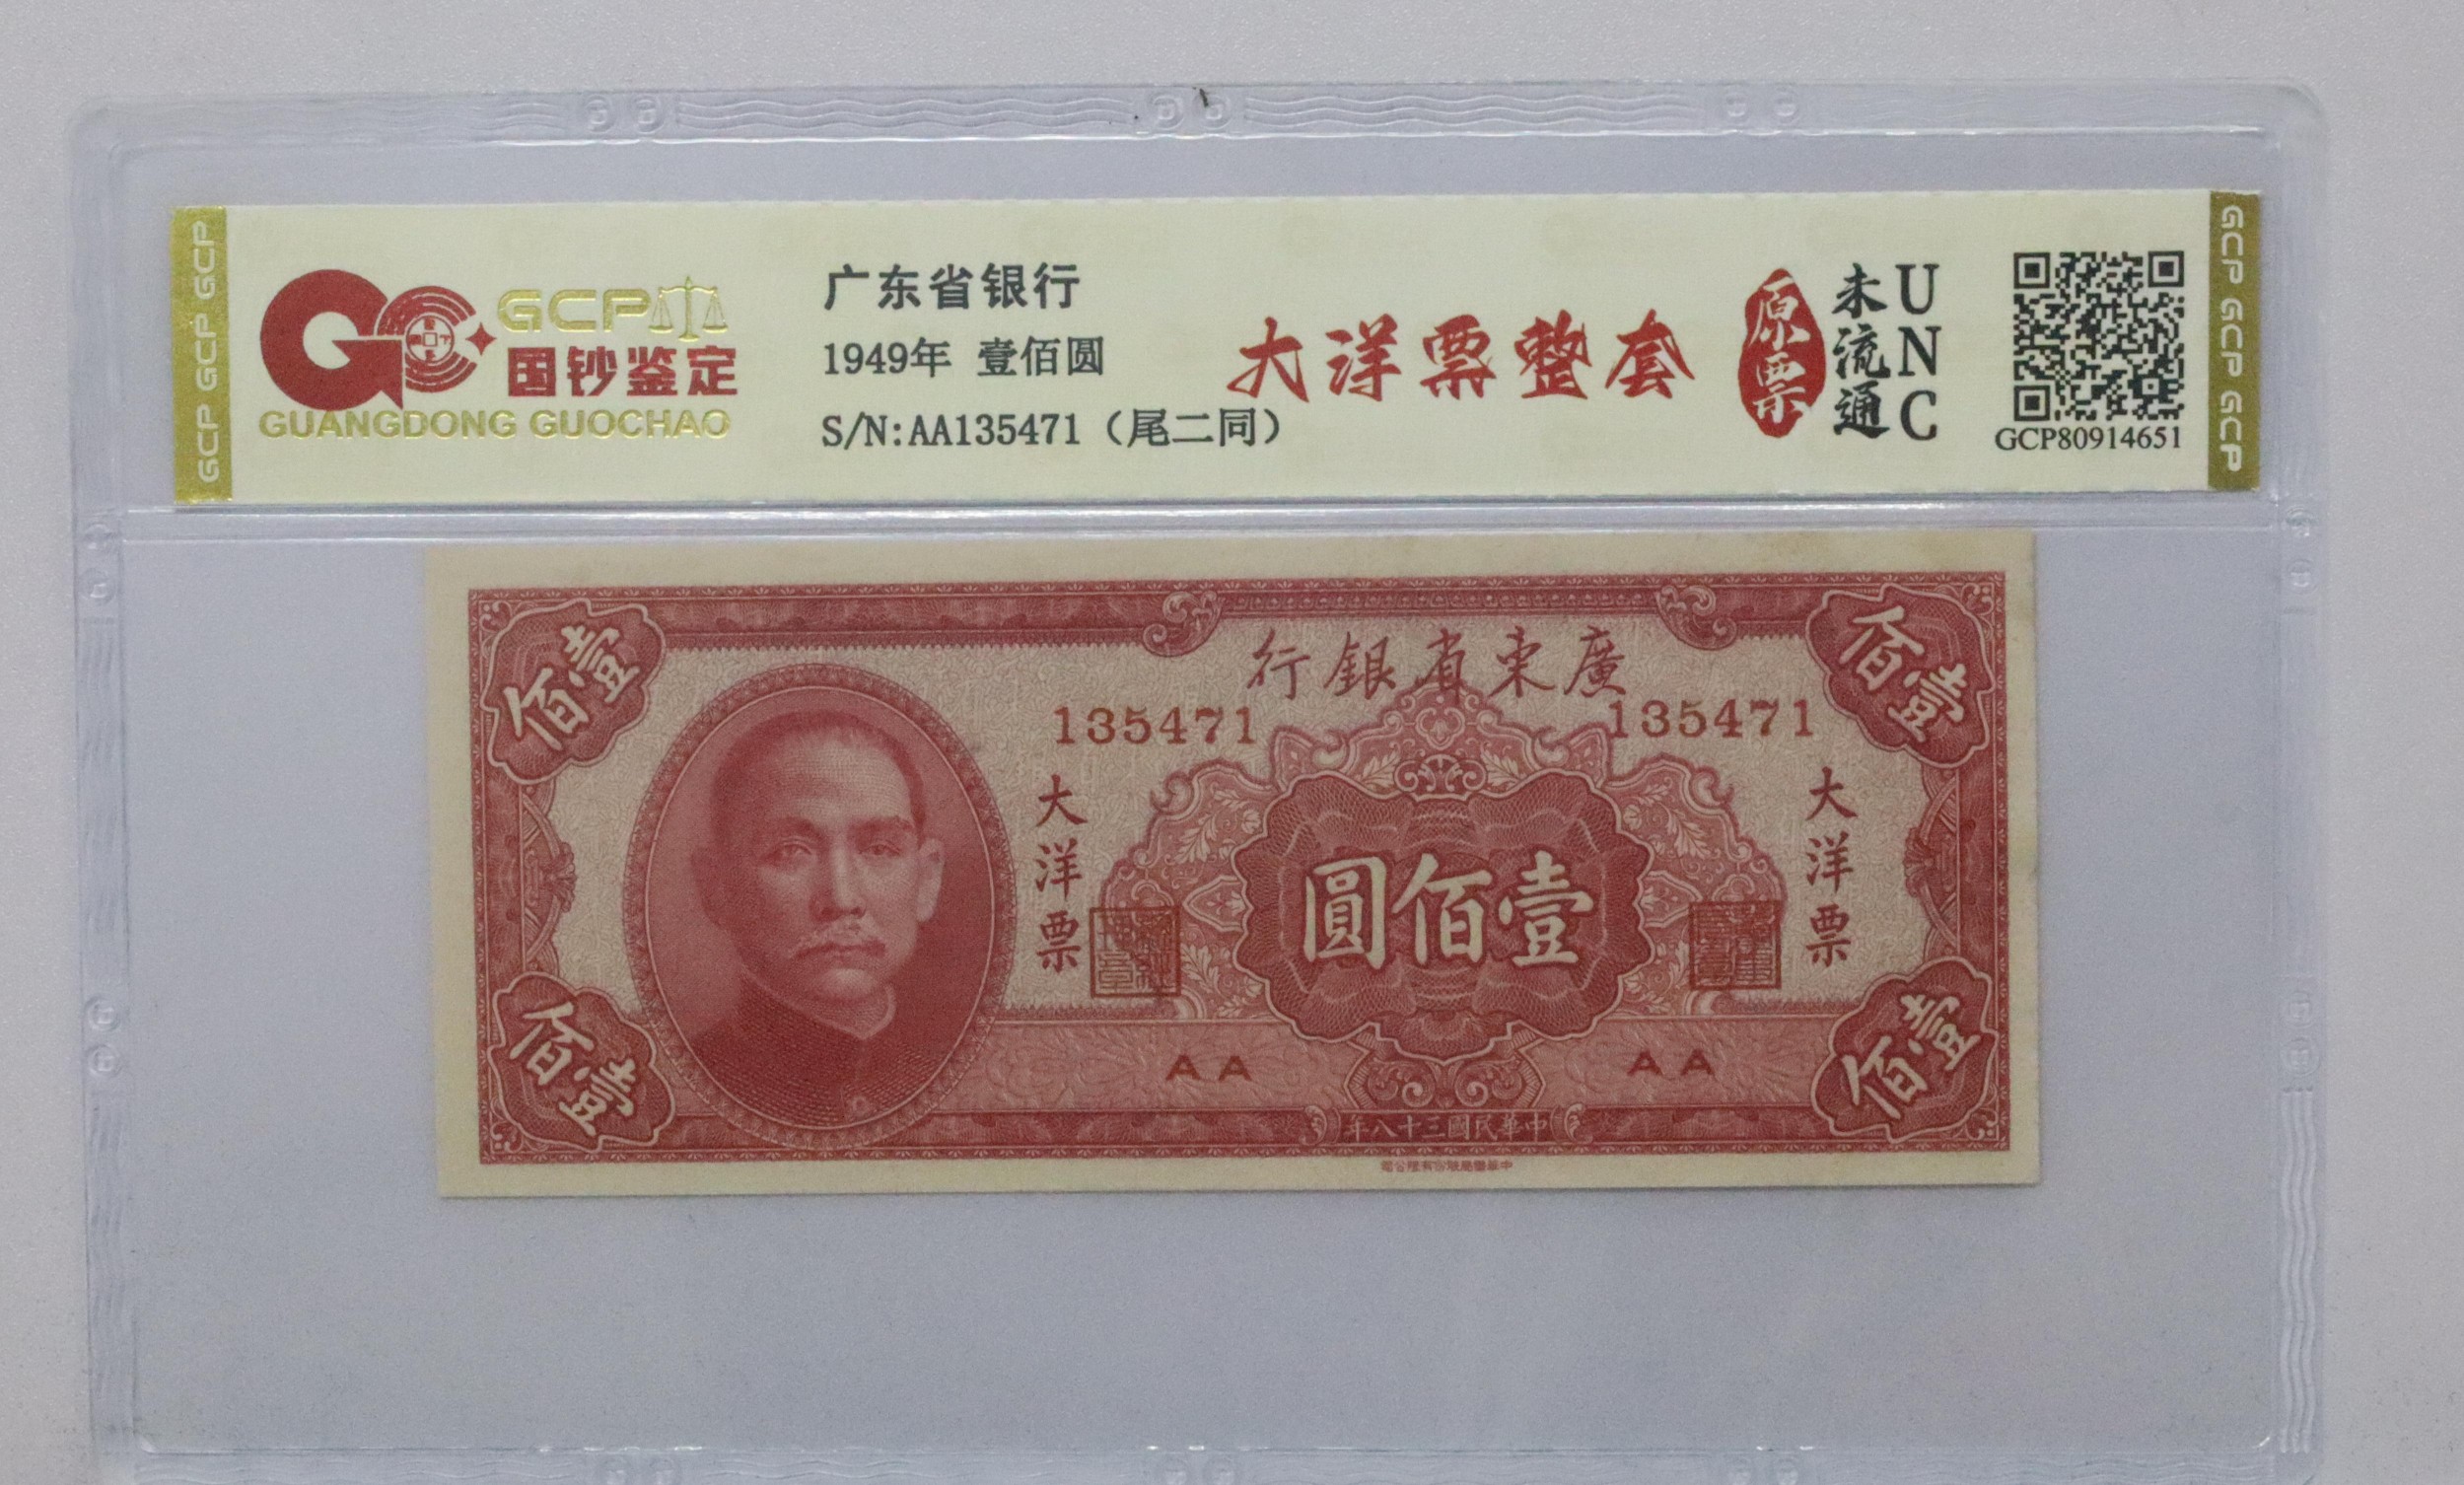 GCP GCP GCP
GCP
国钞鉴定
GUANGDONG GUOCHAO
广东省银行
1949年 壹佰圆
S/N:AA135471（尾二同）
大洋票整套
原票
未流通
UNC
GCP80914651
GCP GCP GCP
廣東省銀行
135471 135471
壹佰
壹佰
大洋票
大洋票
壹佰圓
壹佰
壹佰
AA AA
中華民國三十八年